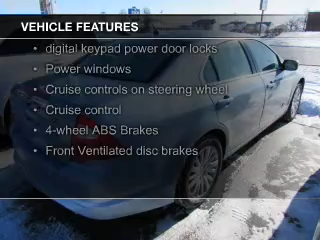 VEHICLE FEATURES
• digital keypad power door locks
• Power windows
• Cruise controls on steering wheel
• Cruise control
• 4-wheel ABS Brakes
• Front Ventilated disc brakes